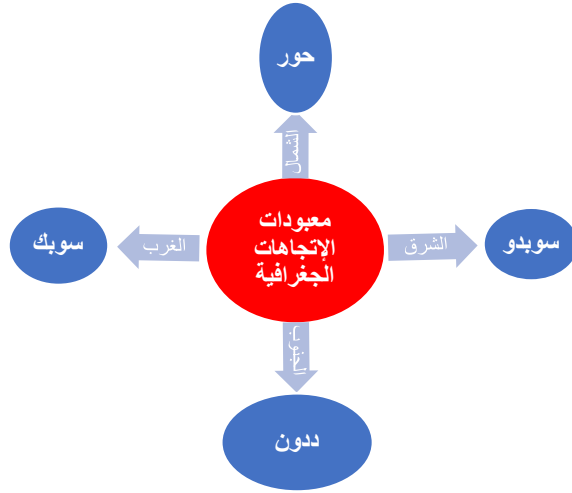 حور
الشمال
معبودات
الإتجاهات
الجغرافية
الشرق
سوبدو
الغرب
سوبك
الجنوب
ددون